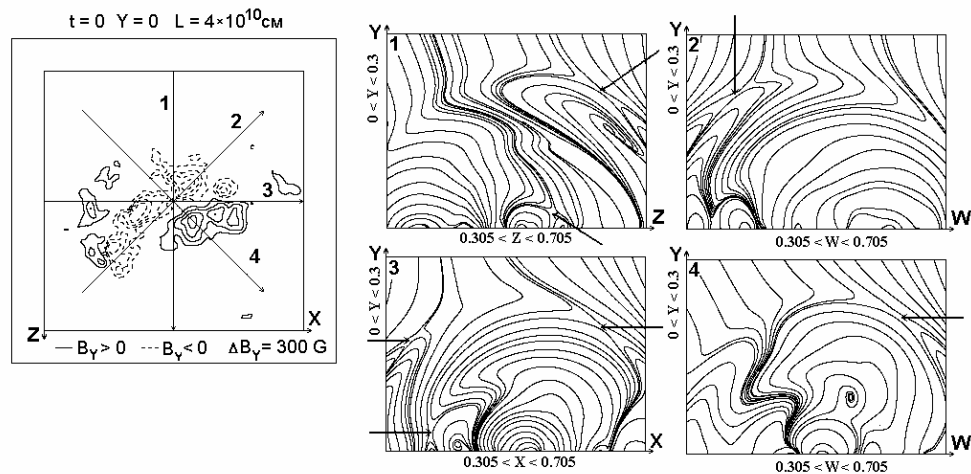 t = 0 Y = 0 L = 4×10¹⁰см
1
2
3
4
Z
X
— B_Y > 0 --- B_Y < 0 ΔB_Y = 300 G
Y
1
0 < Y < 0.3
Z
0.305 < Z < 0.705
Y
2
0 < Y < 0.3
W
0.305 < W < 0.705
Y
3
0 < Y < 0.3
X
0.305 < X < 0.705
Y
4
0 < Y < 0.3
W
0.305 < W < 0.705